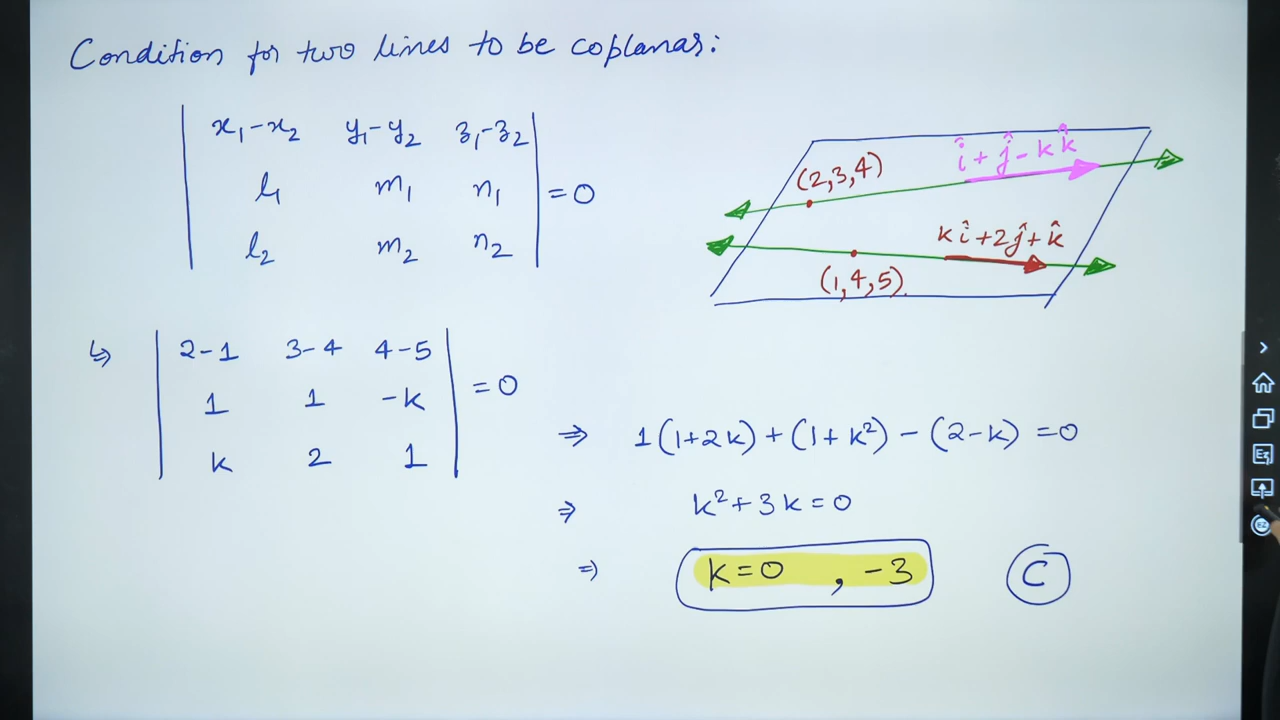 Condition for two lines to be coplanar:
| x₁-x₂ y₁-y₂ z₁-z₂ |
| l₁ m₁ n₁ | = 0
| l₂ m₂ n₂ |
î+ĵ-kk̂
(2,3,4)
kî+2ĵ+k̂
(1,4,5).
↳ | 2-1 3-4 4-5 |
| 1 1 -k | = 0
| k 2 1 |
⇒ 1(1+2k)+(1+k²)-(2-k) =0
⇒ k²+3k=0
⇒ k=0 , -3 C